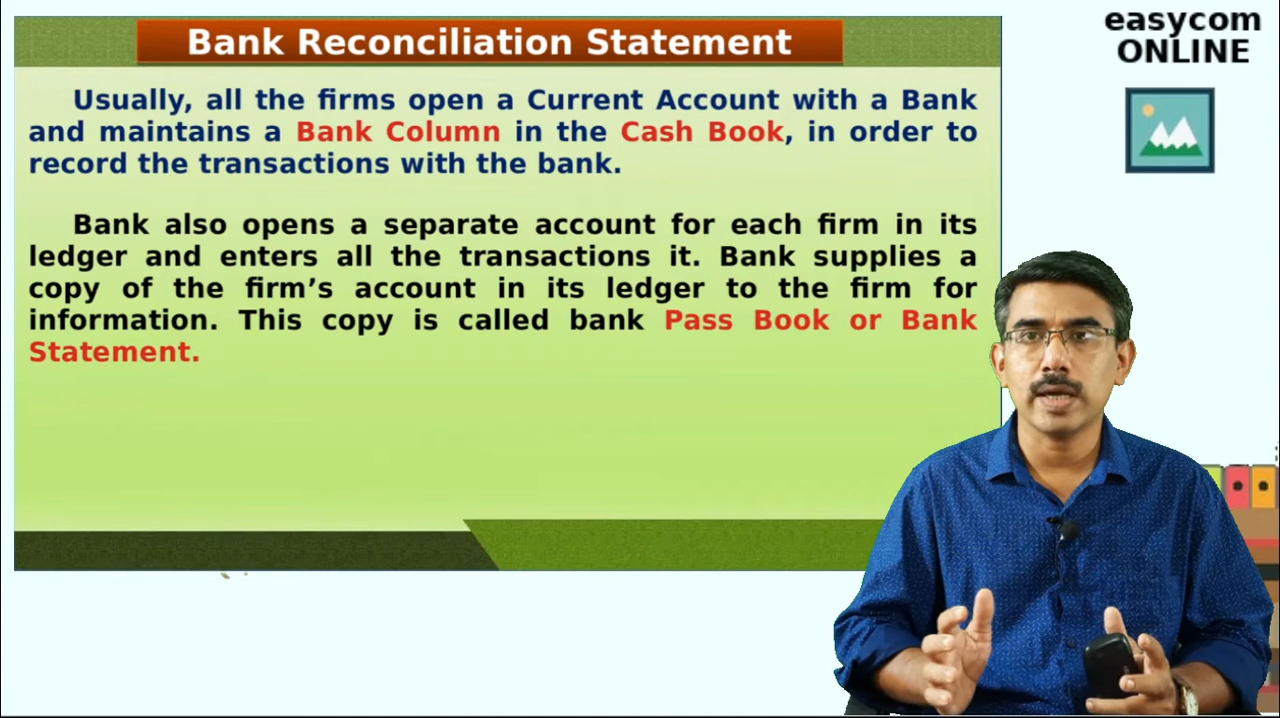 Bank Reconciliation Statement
easycom
ONLINE
Usually, all the firms open a Current Account with a Bank
and maintains a Bank Column in the Cash Book, in order to
record the transactions with the bank.
Bank also opens a separate account for each firm in its
ledger and enters all the transactions it. Bank supplies a
copy of the firm’s account in its ledger to the firm for
information. This copy is called bank Pass Book or Bank
Statement.